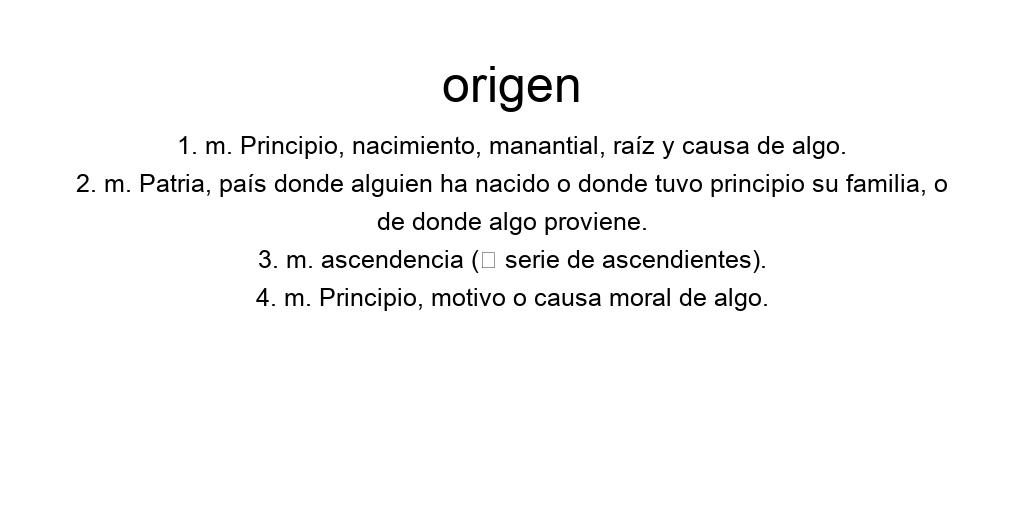 origen
1. m. Principio, nacimiento, manantial, raíz y causa de algo.
2. m. Patria, país donde alguien ha nacido o donde tuvo principio su familia, o
de donde algo proviene.
3. m. ascendencia (□ serie de ascendientes).
4. m. Principio, motivo o causa moral de algo.